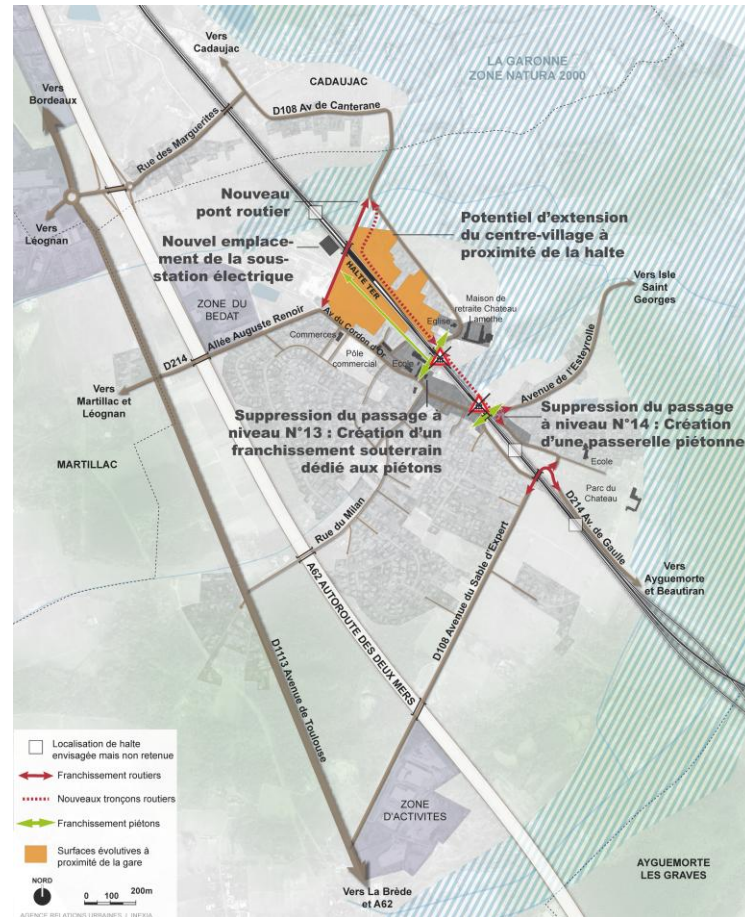 Vers
Cadaujac
LA GARONNE
ZONE NATURA 2000
Vers
Bordeaux
CADAUJAC
D108 Av de Canterane
Rue des Marguerites
Nouveau
pont routier
Vers
Léognan
Potentiel d'extension
du centre-village à
proximité de la halte
Nouvel emplace-
ment de la sous-
station électrique
HALTE TER
Vers Isle
Saint
Georges
ZONE DU
BEDAT
Maison de
retraite Chateau
Lamothe
Eglise
D214 Allée Auguste Renoir
Av du Cordon d'Or
Commerces
Pôle
commercial
Ecole
Avenue de l'Esteyrolle
Vers
Martillac et
Léognan
Suppression du passage à
niveau N°13 : Création d'un
franchissement souterrain
dédié aux piétons
Suppression du passage
à niveau N°14 : Création
d'une passerelle piétonne
Ecole
MARTILLAC
Parc du
Chateau
Rue du Milan
D214 Av. de Gaulle
A62 AUTOROUTE DES DEUX MERS
D108 Avenue du Sable d'Expert
Vers
Ayguemorte
et Beautiran
D1113 Avenue de Toulouse
Localisation de halte
envisagée mais non retenue
Franchissement routiers
Nouveaux tronçons routiers
Franchissement piétons
Surfaces évolutives à
proximité de la gare
NORD
0 100 200m
AGENCE RELATIONS URBAINES | INEXIA
ZONE
D'ACTIVITES
Vers La Brède
et A62
AYGUEMORTE
LES GRAVES